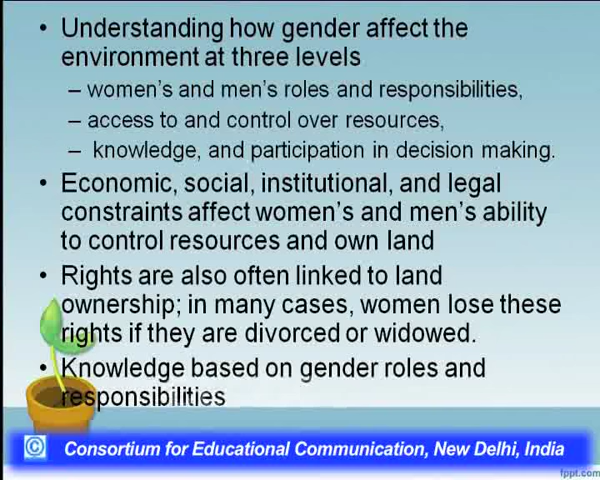 • Understanding how gender affect the
environment at three levels
– women's and men's roles and responsibilities,
– access to and control over resources,
– knowledge, and participation in decision making.
• Economic, social, institutional, and legal
constraints affect women's and men's ability
to control resources and own land
• Rights are also often linked to land
ownership; in many cases, women lose these
rights if they are divorced or widowed.
• Knowledge based on gender roles and
responsibilities
© Consortium for Educational Communication, New Delhi, India
fppt.com